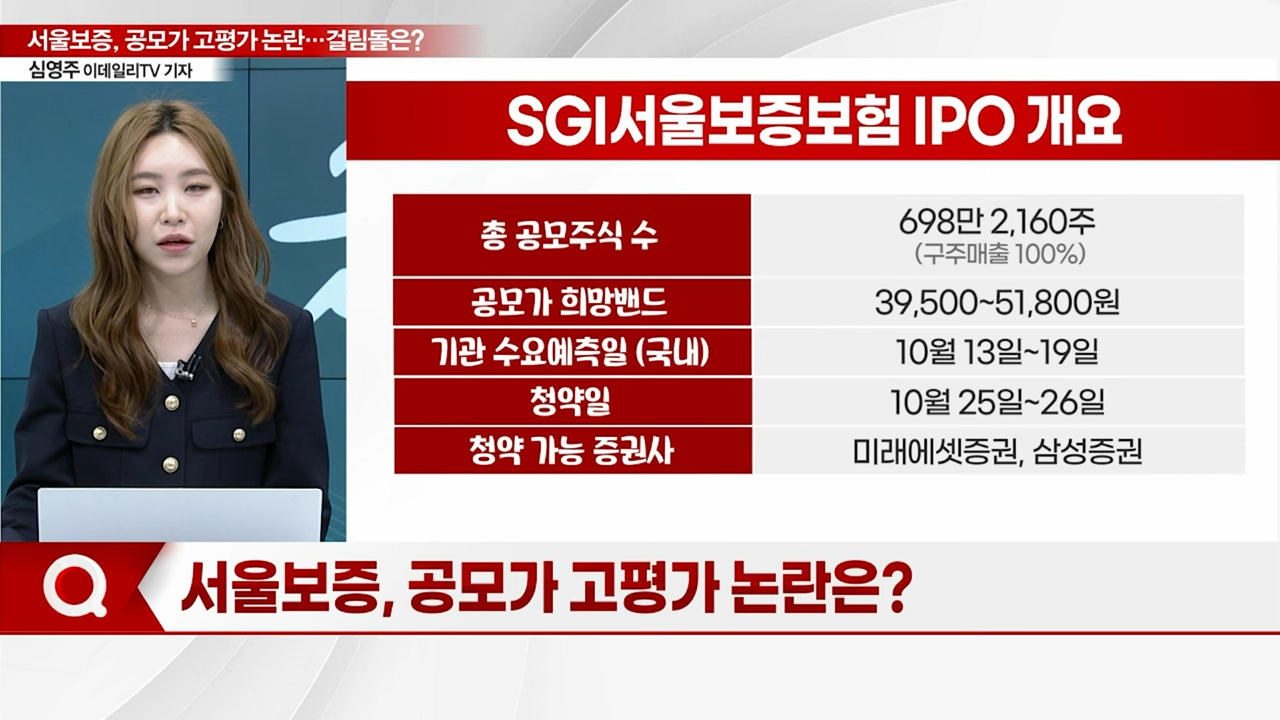 서울보증, 공모가 고평가 논란…걸림돌은?
심영주 이데일리TV 기자
SGI서울보증보험 IPO 개요
총 공모주식 수
698만 2,160주
(구주매출 100%)
공모가 희망밴드
39,500~51,800원
기관 수요예측일 (국내)
10월 13일~19일
청약일
10월 25일~26일
청약 가능 증권사
미래에셋증권, 삼성증권
Q 서울보증, 공모가 고평가 논란은?